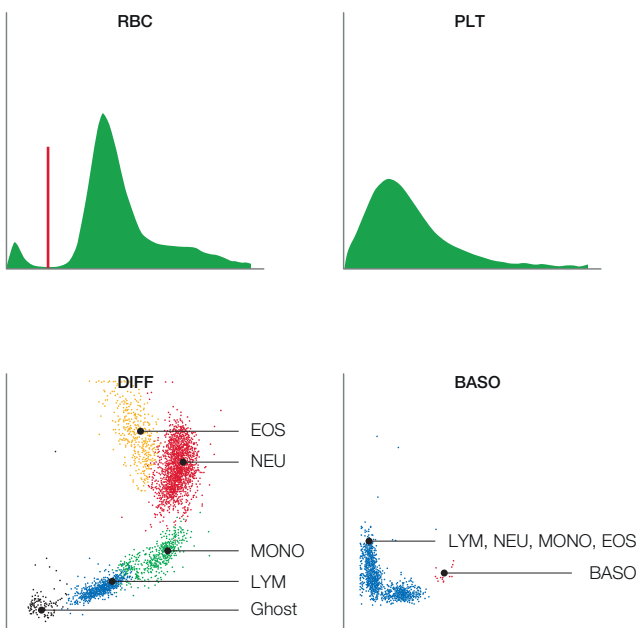 RBC
PLT
DIFF
EOS
NEU
MONO
LYM
Ghost
BASO
LYM, NEU, MONO, EOS
BASO